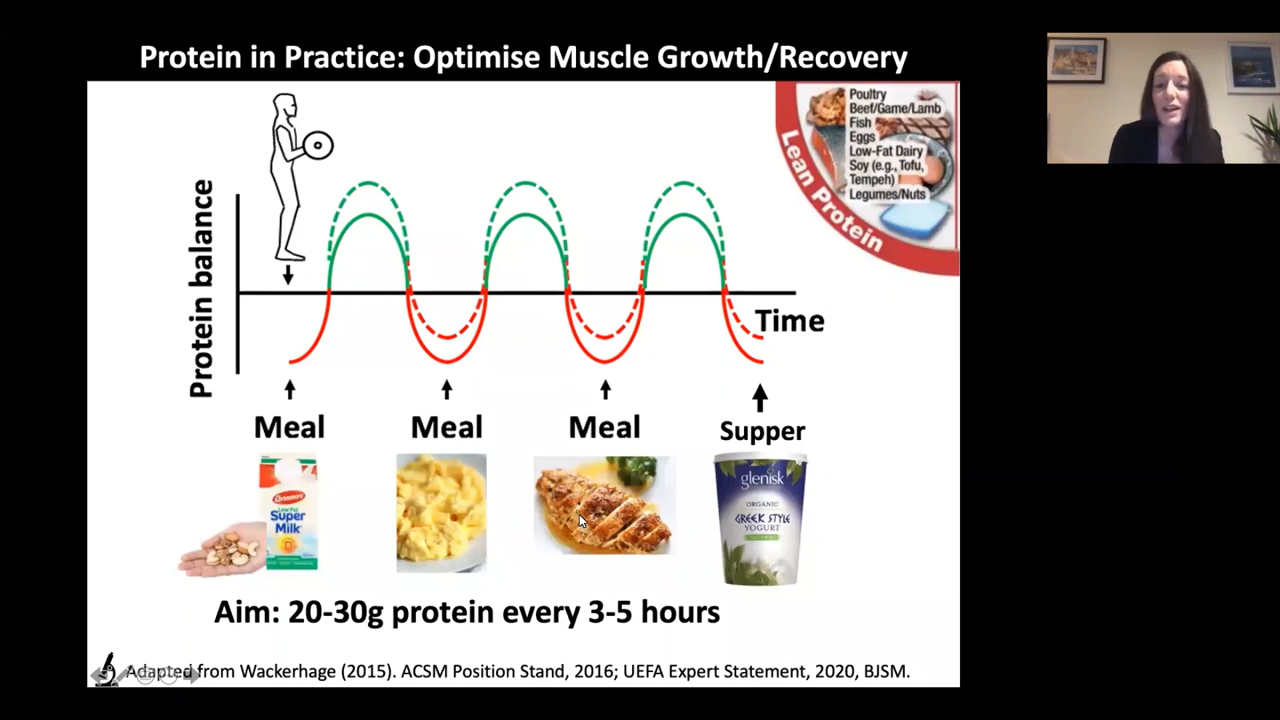 Protein in Practice: Optimise Muscle Growth/Recovery
Poultry
Beef/Game/Lamb
Fish
Eggs
Low-Fat Dairy
Soy (e.g., Tofu,
Tempeh)
Legumes/Nuts
Lean Protein
Protein balance
Time
Meal
Meal
Meal
Supper
Avonmore
Low Fat
Super
Milk
D
glenisk
ORGANIC
GREEK STYLE
YOGURT
NATURAL
Aim: 20-30g protein every 3-5 hours
Adapted from Wackerhage (2015). ACSM Position Stand, 2016; UEFA Expert Statement, 2020, BJSM.